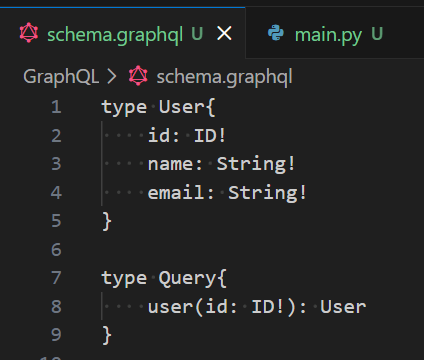 schema.graphql U × main.py U
GraphQL > schema.graphql
1 type User{
2 id: ID!
3 name: String!
4 email: String!
5 }
6
7 type Query{
8 user(id: ID!): User
9 }